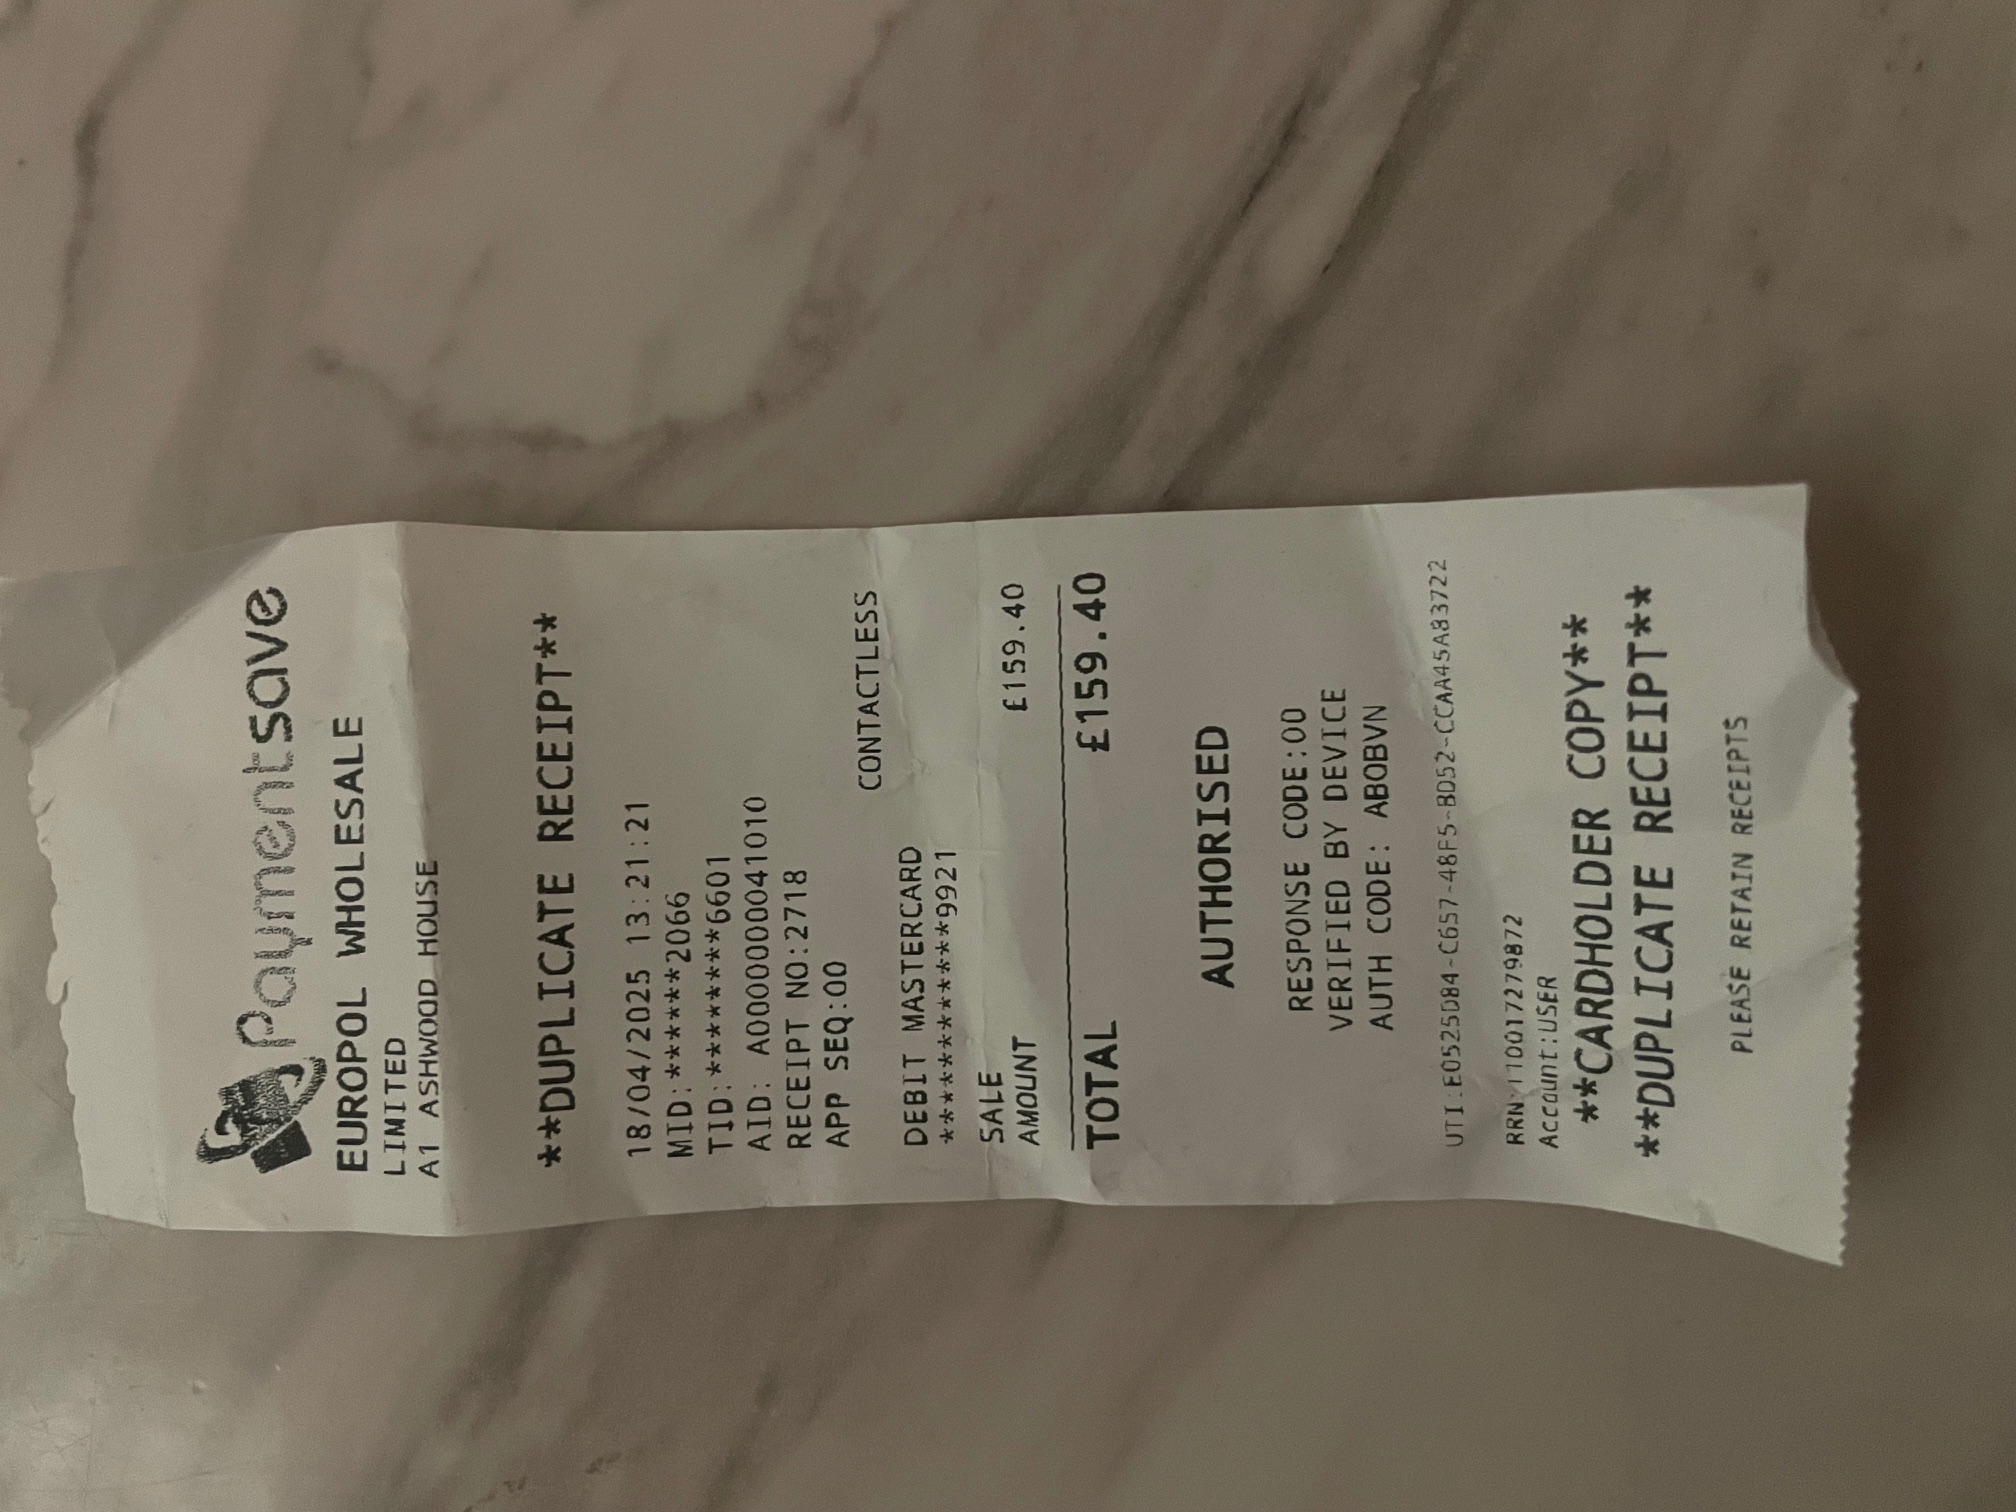 Paymentsave
EUROPOL WHOLESALE
LIMITED
A1 ASHWOOD HOUSE
**DUPLICATE RECEIPT**
18/04/2025 13:21:21
MID:******2066
TID:********6601
AID: A0000000041010
RECEIPT NO:2718
APP SEQ:00
CONTACTLESS
DEBIT MASTERCARD
************9921
SALE
AMOUNT £159.40
TOTAL £159.40
AUTHORISED
RESPONSE CODE:00
VERIFIED BY DEVICE
AUTH CODE: AB0BVN
UTI:E0525D84-C657-48F5-BD52-CCAA45A83722
RRN:110017279872
Account:USER
**CARDHOLDER COPY**
**DUPLICATE RECEIPT**
PLEASE RETAIN RECEIPTS